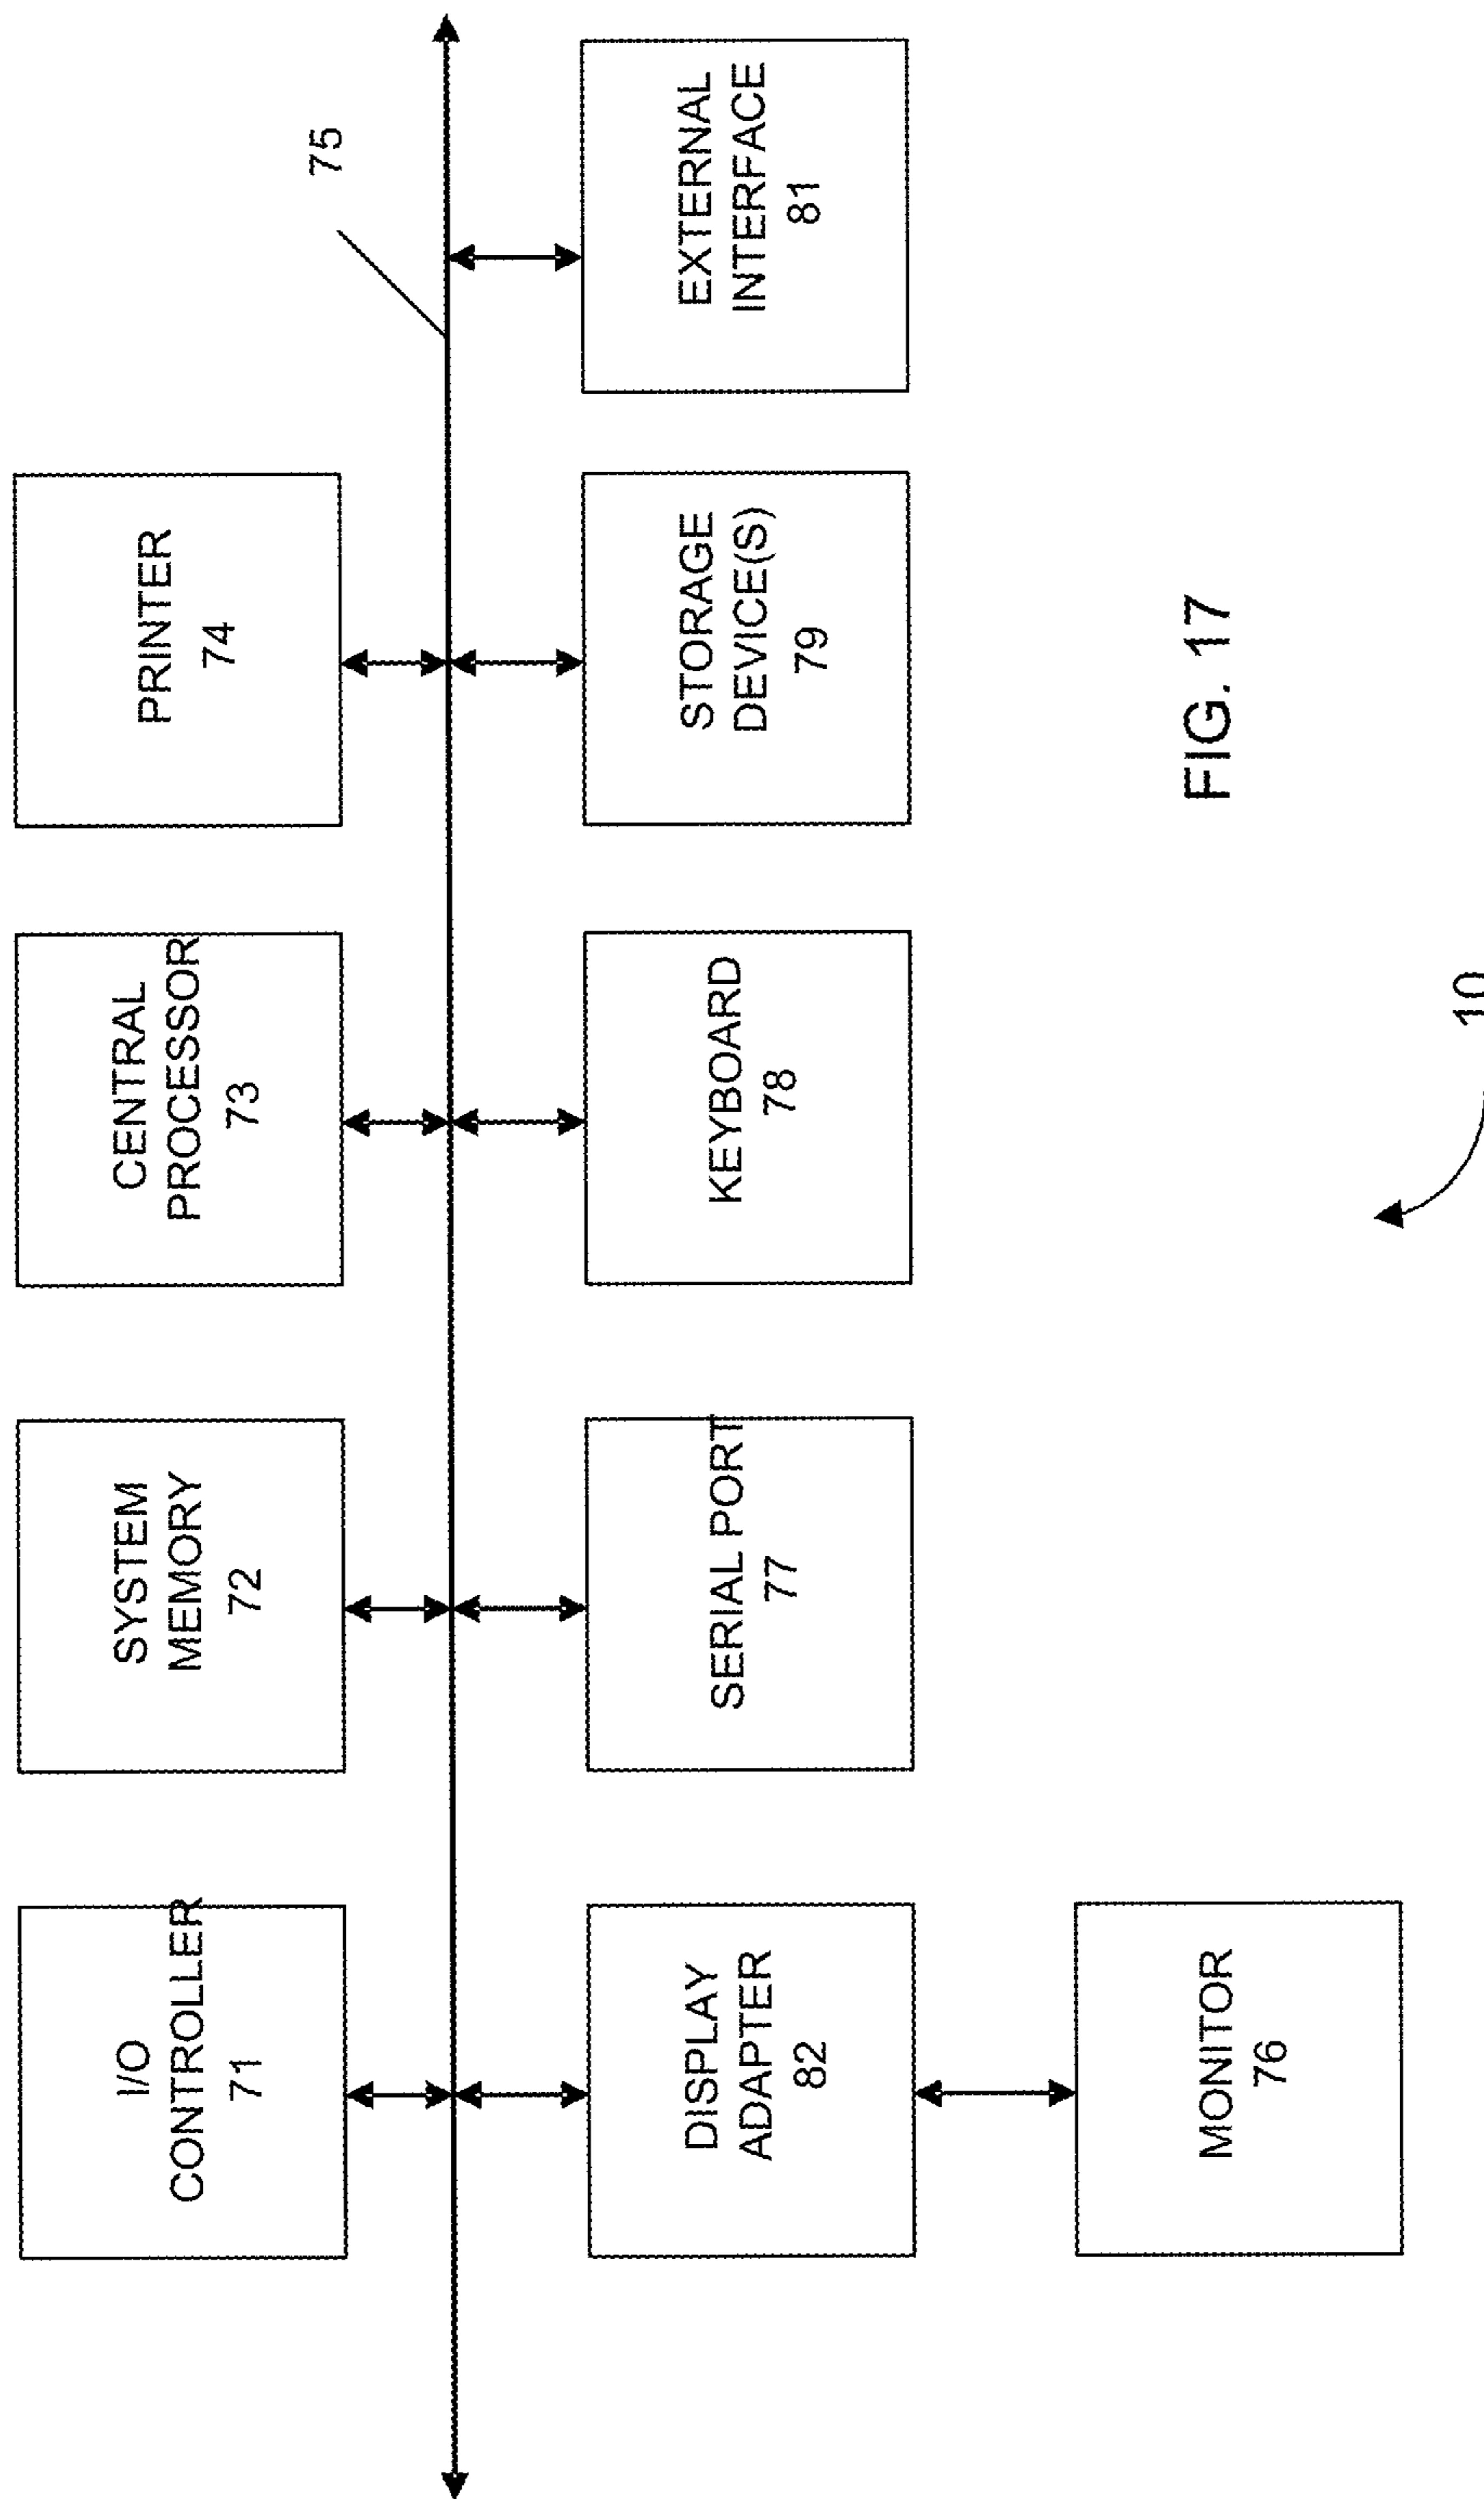 I/O
CONTROLLER
71
SYSTEM
MEMORY
72
CENTRAL
PROCESSOR
73
PRINTER
74
75
DISPLAY
ADAPTER
82
SERIAL PORT
77
KEYBOARD
78
STORAGE
DEVICE(S)
79
EXTERNAL
INTERFACE
81
MONITOR
76
FIG. 17
10